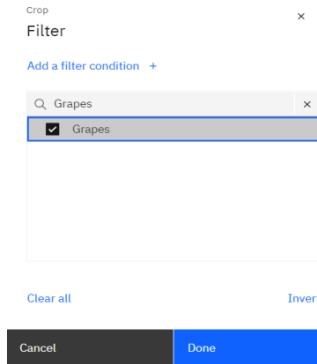 Crop
Filter
Add a filter condition +
Grapes
Grapes
Clear all
Inver
Cancel
Done